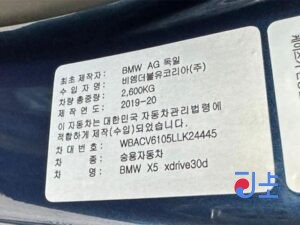 최초 제작자: BMW AG 독일
수 입 자 명: 비엠더블유코리아(주)
차량 총중량: 2,600KG
제 작 연 도: 2019-20
이 자동차는 대한민국 자동차관리법령에
적합하게 제작(수입)되었습니다.
차 대 번 호: WBACV6105LLK24445
차 종: 승용자동차
차 명: BMW X5 xdrive30d